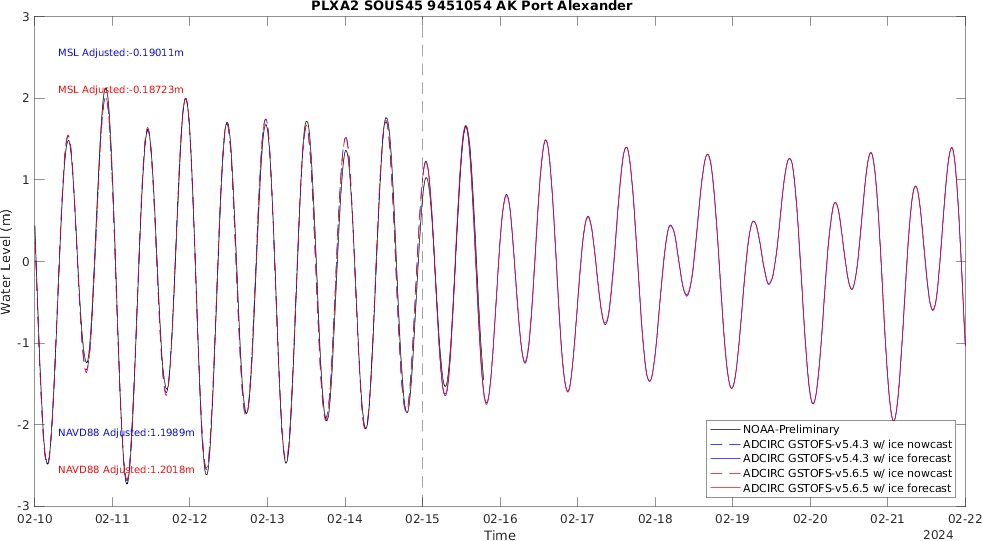 PLXA2 SOUS45 9451054 AK Port Alexander
3
MSL Adjusted:-0.19011m
MSL Adjusted:-0.18723m
2
1
0
-1
-2
-3
Water Level (m)
NAVD88 Adjusted:1.1989m
NAVD88 Adjusted:1.2018m
NOAA-Preliminary
ADCIRC GSTOFS-v5.4.3 w/ ice nowcast
ADCIRC GSTOFS-v5.4.3 w/ ice forecast
ADCIRC GSTOFS-v5.6.5 w/ ice nowcast
ADCIRC GSTOFS-v5.6.5 w/ ice forecast
02-10 02-11 02-12 02-13 02-14 02-15 02-16 02-17 02-18 02-19 02-20 02-21 02-22
Time
2024